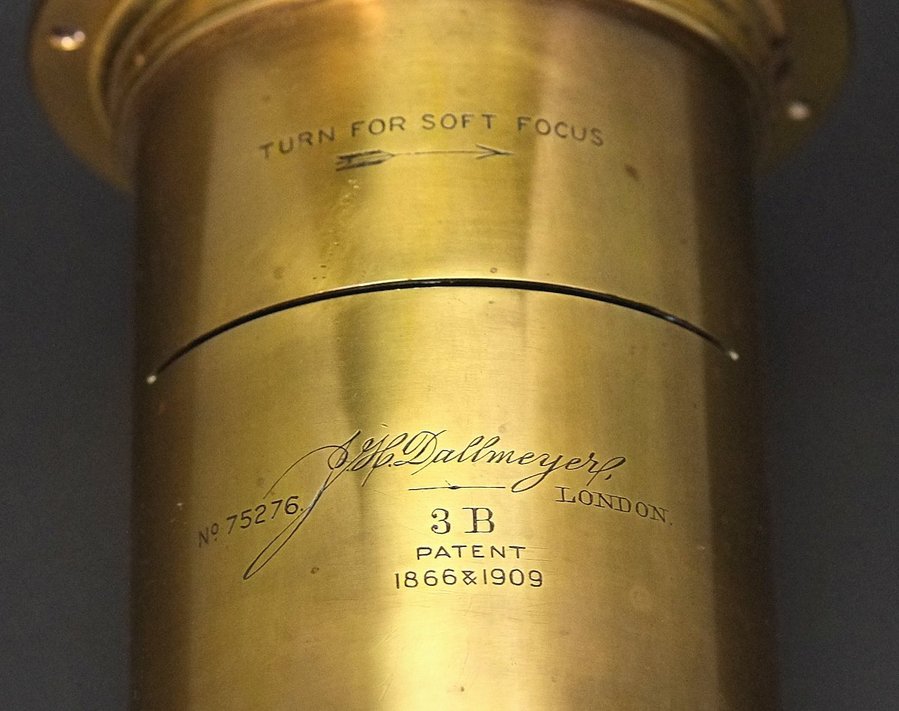 TURN FOR SOFT FOCUS
J.H. Dallmeyer,
No 75276. LONDON.
3 B
PATENT
1866 & 1909